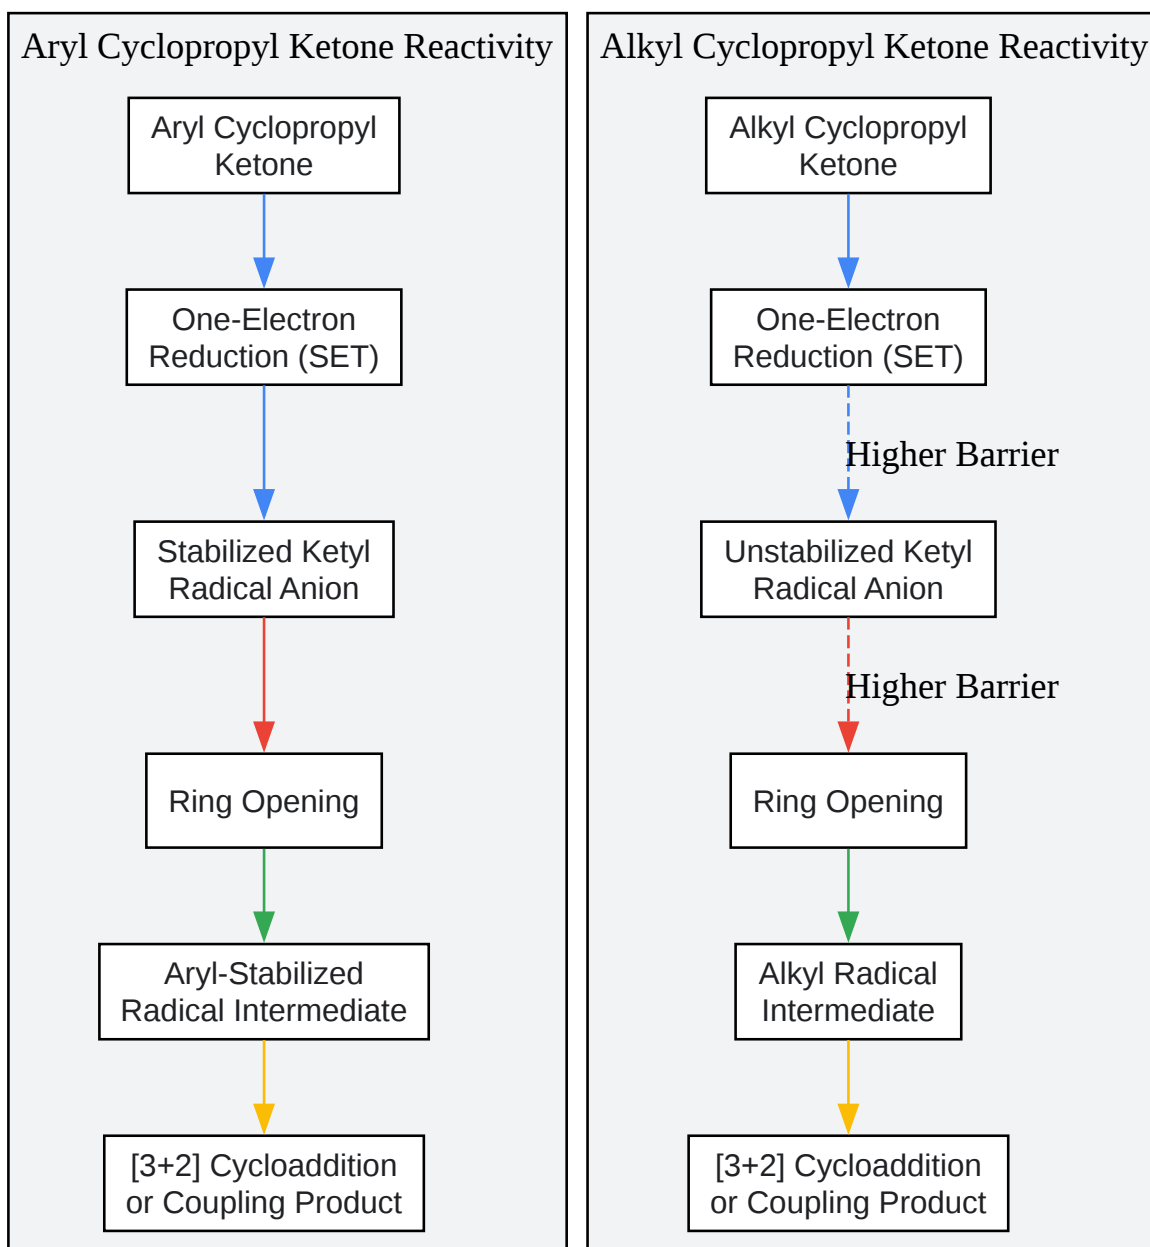 Aryl Cyclopropyl Ketone Reactivity
Aryl Cyclopropyl
Ketone
One-Electron
Reduction (SET)
Stabilized Ketyl
Radical Anion
Ring Opening
Aryl-Stabilized
Radical Intermediate
[3+2] Cycloaddition
or Coupling Product
Alkyl Cyclopropyl Ketone Reactivity
Alkyl Cyclopropyl
Ketone
One-Electron
Reduction (SET)
Higher Barrier
Unstabilized Ketyl
Radical Anion
Higher Barrier
Ring Opening
Alkyl Radical
Intermediate
[3+2] Cycloaddition
or Coupling Product